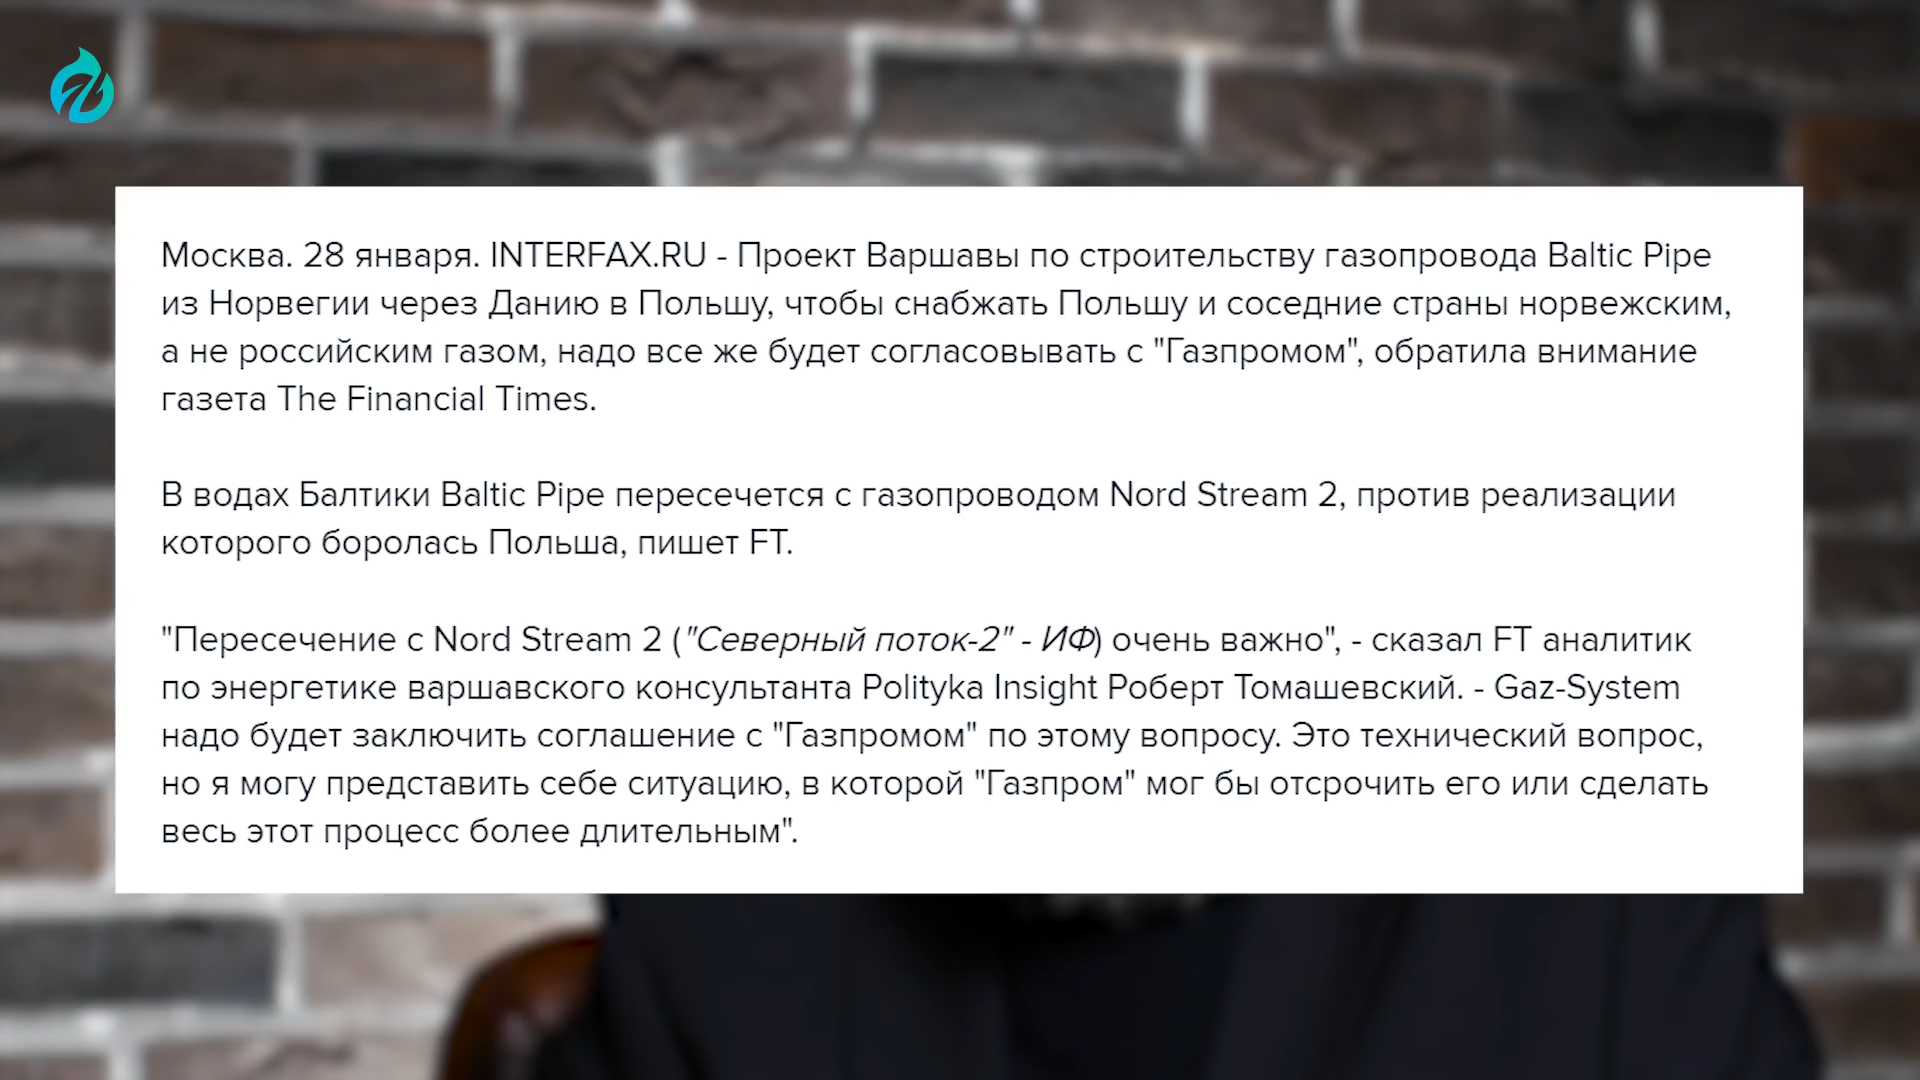 Москва. 28 января. INTERFAX.RU - Проект Варшавы по строительству газопровода Baltic Pipe
из Норвегии через Данию в Польшу, чтобы снабжать Польшу и соседние страны норвежским,
а не российским газом, надо все же будет согласовывать с "Газпромом", обратила внимание
газета The Financial Times.
В водах Балтики Baltic Pipe пересечется с газопроводом Nord Stream 2, против реализации
которого боролась Польша, пишет FT.
"Пересечение с Nord Stream 2 ("Северный поток-2" - ИФ) очень важно", - сказал FT аналитик
по энергетике варшавского консультанта Polityka Insight Роберт Томашевский. - Gaz-System
надо будет заключить соглашение с "Газпромом" по этому вопросу. Это технический вопрос,
но я могу представить себе ситуацию, в которой "Газпром" мог бы отсрочить его или сделать
весь этот процесс более длительным".